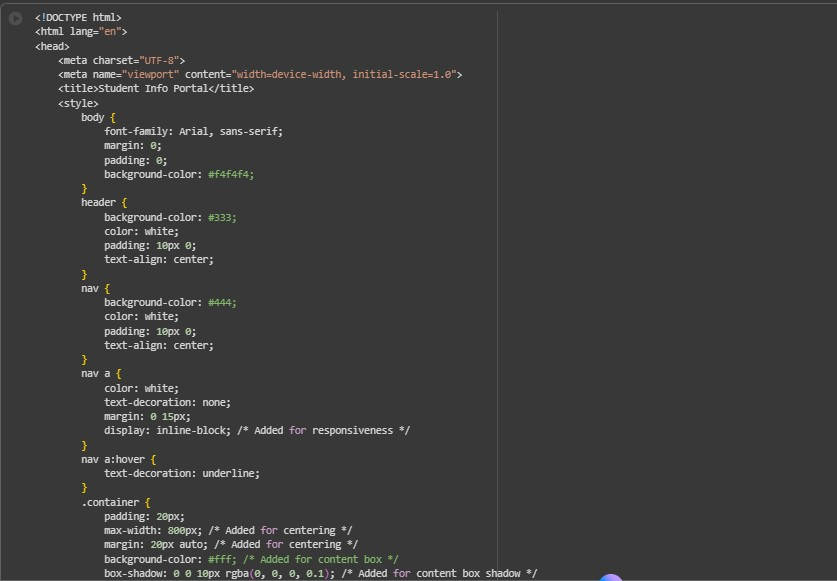 <!DOCTYPE html>
<html lang="en">
<head>
    <meta charset="UTF-8">
    <meta name="viewport" content="width=device-width, initial-scale=1.0">
    <title>Student Info Portal</title>
    <style>
        body {
            font-family: Arial, sans-serif;
            margin: 0;
            padding: 0;
            background-color: #f4f4f4;
        }
        header {
            background-color: #333;
            color: white;
            padding: 10px 0;
            text-align: center;
        }
        nav {
            background-color: #444;
            color: white;
            padding: 10px 0;
            text-align: center;
        }
        nav a {
            color: white;
            text-decoration: none;
            margin: 0 15px;
            display: inline-block; /* Added for responsiveness */
        }
        nav a:hover {
            text-decoration: underline;
        }
        .container {
            padding: 20px;
            max-width: 800px; /* Added for centering */
            margin: 20px auto; /* Added for centering */
            background-color: #fff; /* Added for content box */
            box-shadow: 0 0 10px rgba(0, 0, 0, 0.1); /* Added for content box shadow */